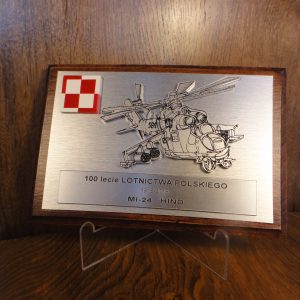 100 lecie LOTNICTWA POLSKIEGO
MI-24 HIND